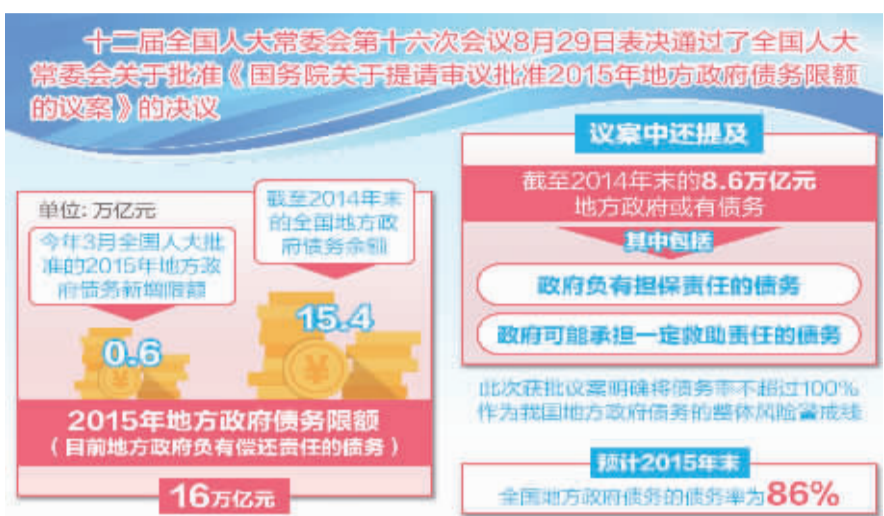 十二届全国人大常委会第十六次会议8月29日表决通过了全国人大
常委会关于批准《国务院关于提请审议批准2015年地方政府债务限额
的议案》的决议
单位:万亿元
今年3月全国人大批
准的2015年地方政
府债务新增限额
0.6
截至2014年末
的全国地方政
府债务余额
15.4
2015年地方政府债务限额
(目前地方政府负有偿还责任的债务)
16万亿元
议案中还提及
截至2014年末的8.6万亿元
地方政府或有债务
其中包括
政府负有担保责任的债务
政府可能承担一定救助责任的债务
此次获批议案明确将债务率不超过100%
作为我国地方政府债务的整体风险警戒线
预计2015年末
全国地方政府债务的债务率为86%